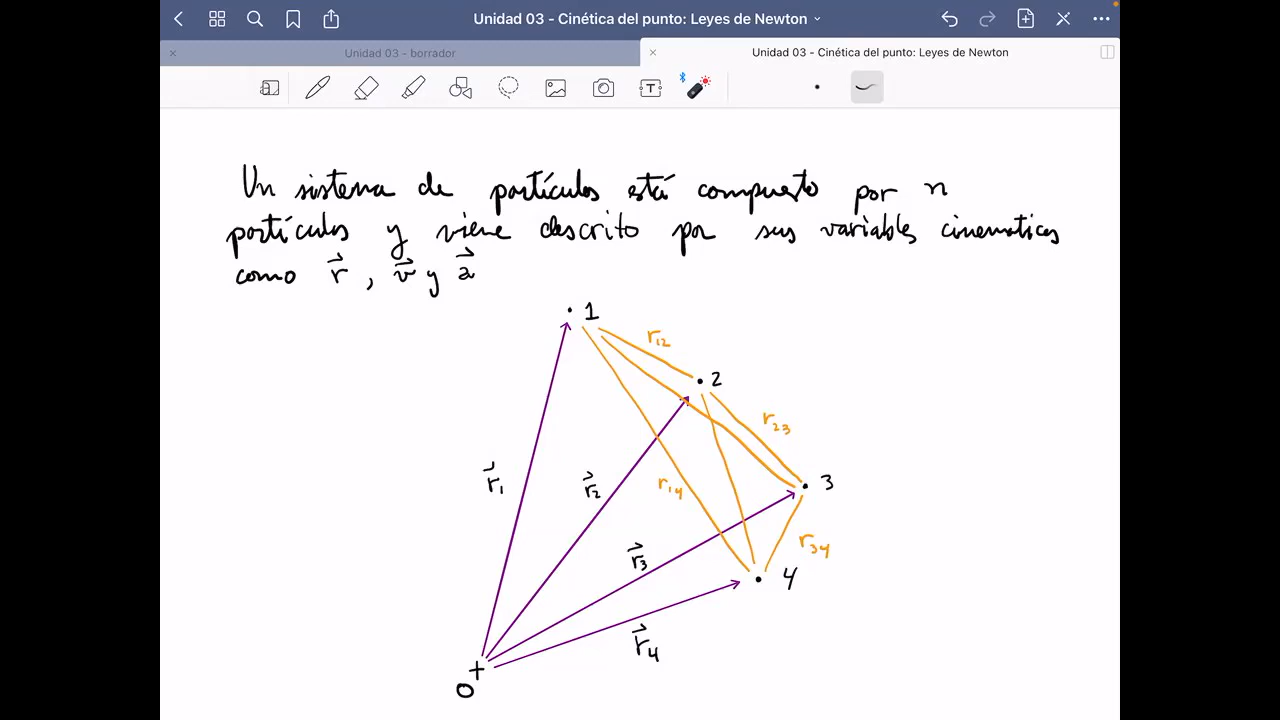 Unidad 03 - Cinética del punto: Leyes de Newton
Unidad 03 - borrador
Unidad 03 - Cinética del punto: Leyes de Newton
T
Un sistema de partículas está compuesto por n
partículas y viene descrito por sus variables cinematicas
como r⃗, v⃗ y a⃗
1
r₁₂
2
r₂₃
r⃗₁
r⃗₂
r₁₄
3
r⃗₃
r₃₄
4
r⃗₄
O